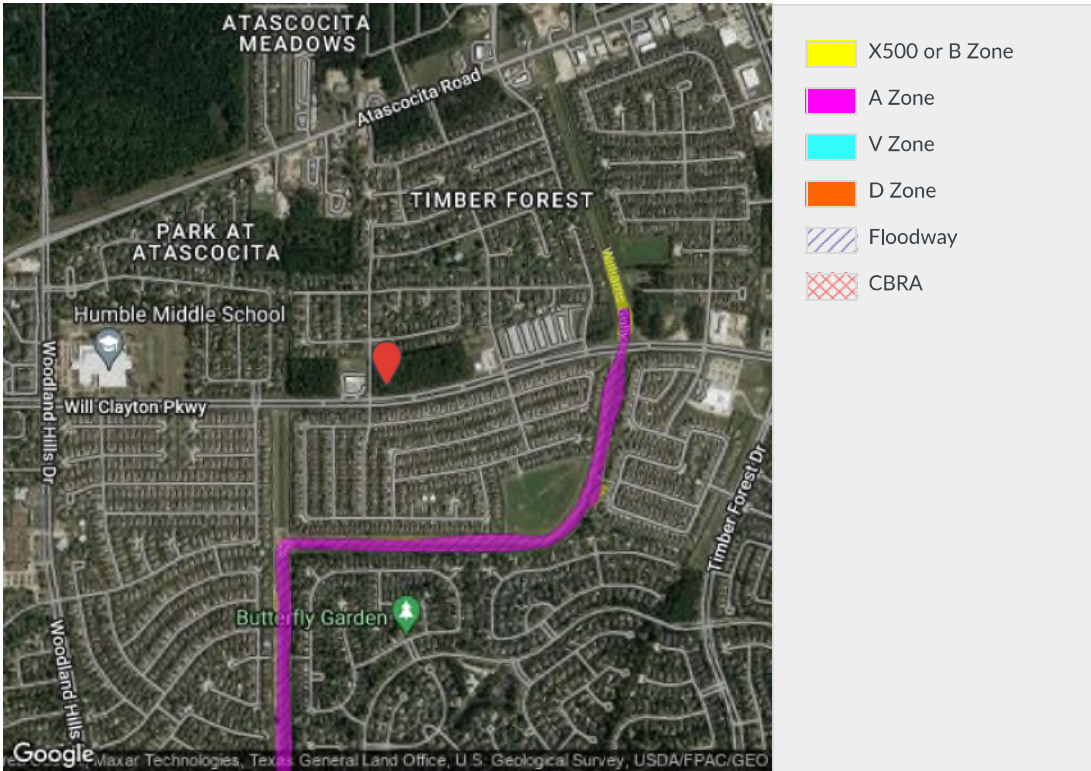 ATASCOCITA
MEADOWS
Atascocita Road
TIMBER FOREST
PARK AT
ATASCOCITA
Humble Middle School
Woodland Hills Dr
Will Clayton Pkwy
Timber Forest Dr
Butterfly Garden
Woodland Hills
Google
Maxar Technologies, Texas General Land Office, U.S. Geological Survey, USDA/FPAC/GEO
X500 or B Zone
A Zone
V Zone
D Zone
Floodway
CBRA